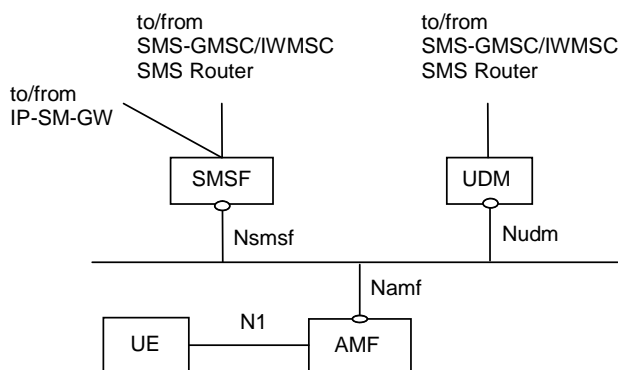 to/from
SMS-GMSC/IWMSC
SMS Router
to/from
SMS-GMSC/IWMSC
SMS Router
to/from
IP-SM-GW
SMSF
UDM
Nsmsf
Nudm
Namf
N1
UE
AMF